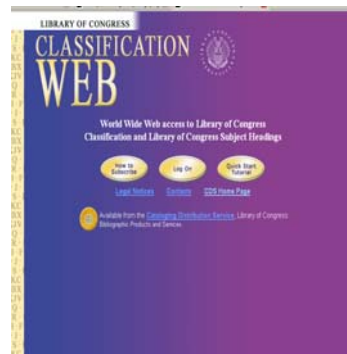 LIBRARY OF CONGRESS
CLASSIFICATION
WEB
World Wide Web access to Library of Congress
Classification and Library of Congress Subject Headings
How to
Subscribe
Log On
Quick Start
Tutorial
Legal Notices
Contacts
CDS Home Page
Available from the Cataloging Distribution Service, Library of Congress
Bibliographic Products and Services.